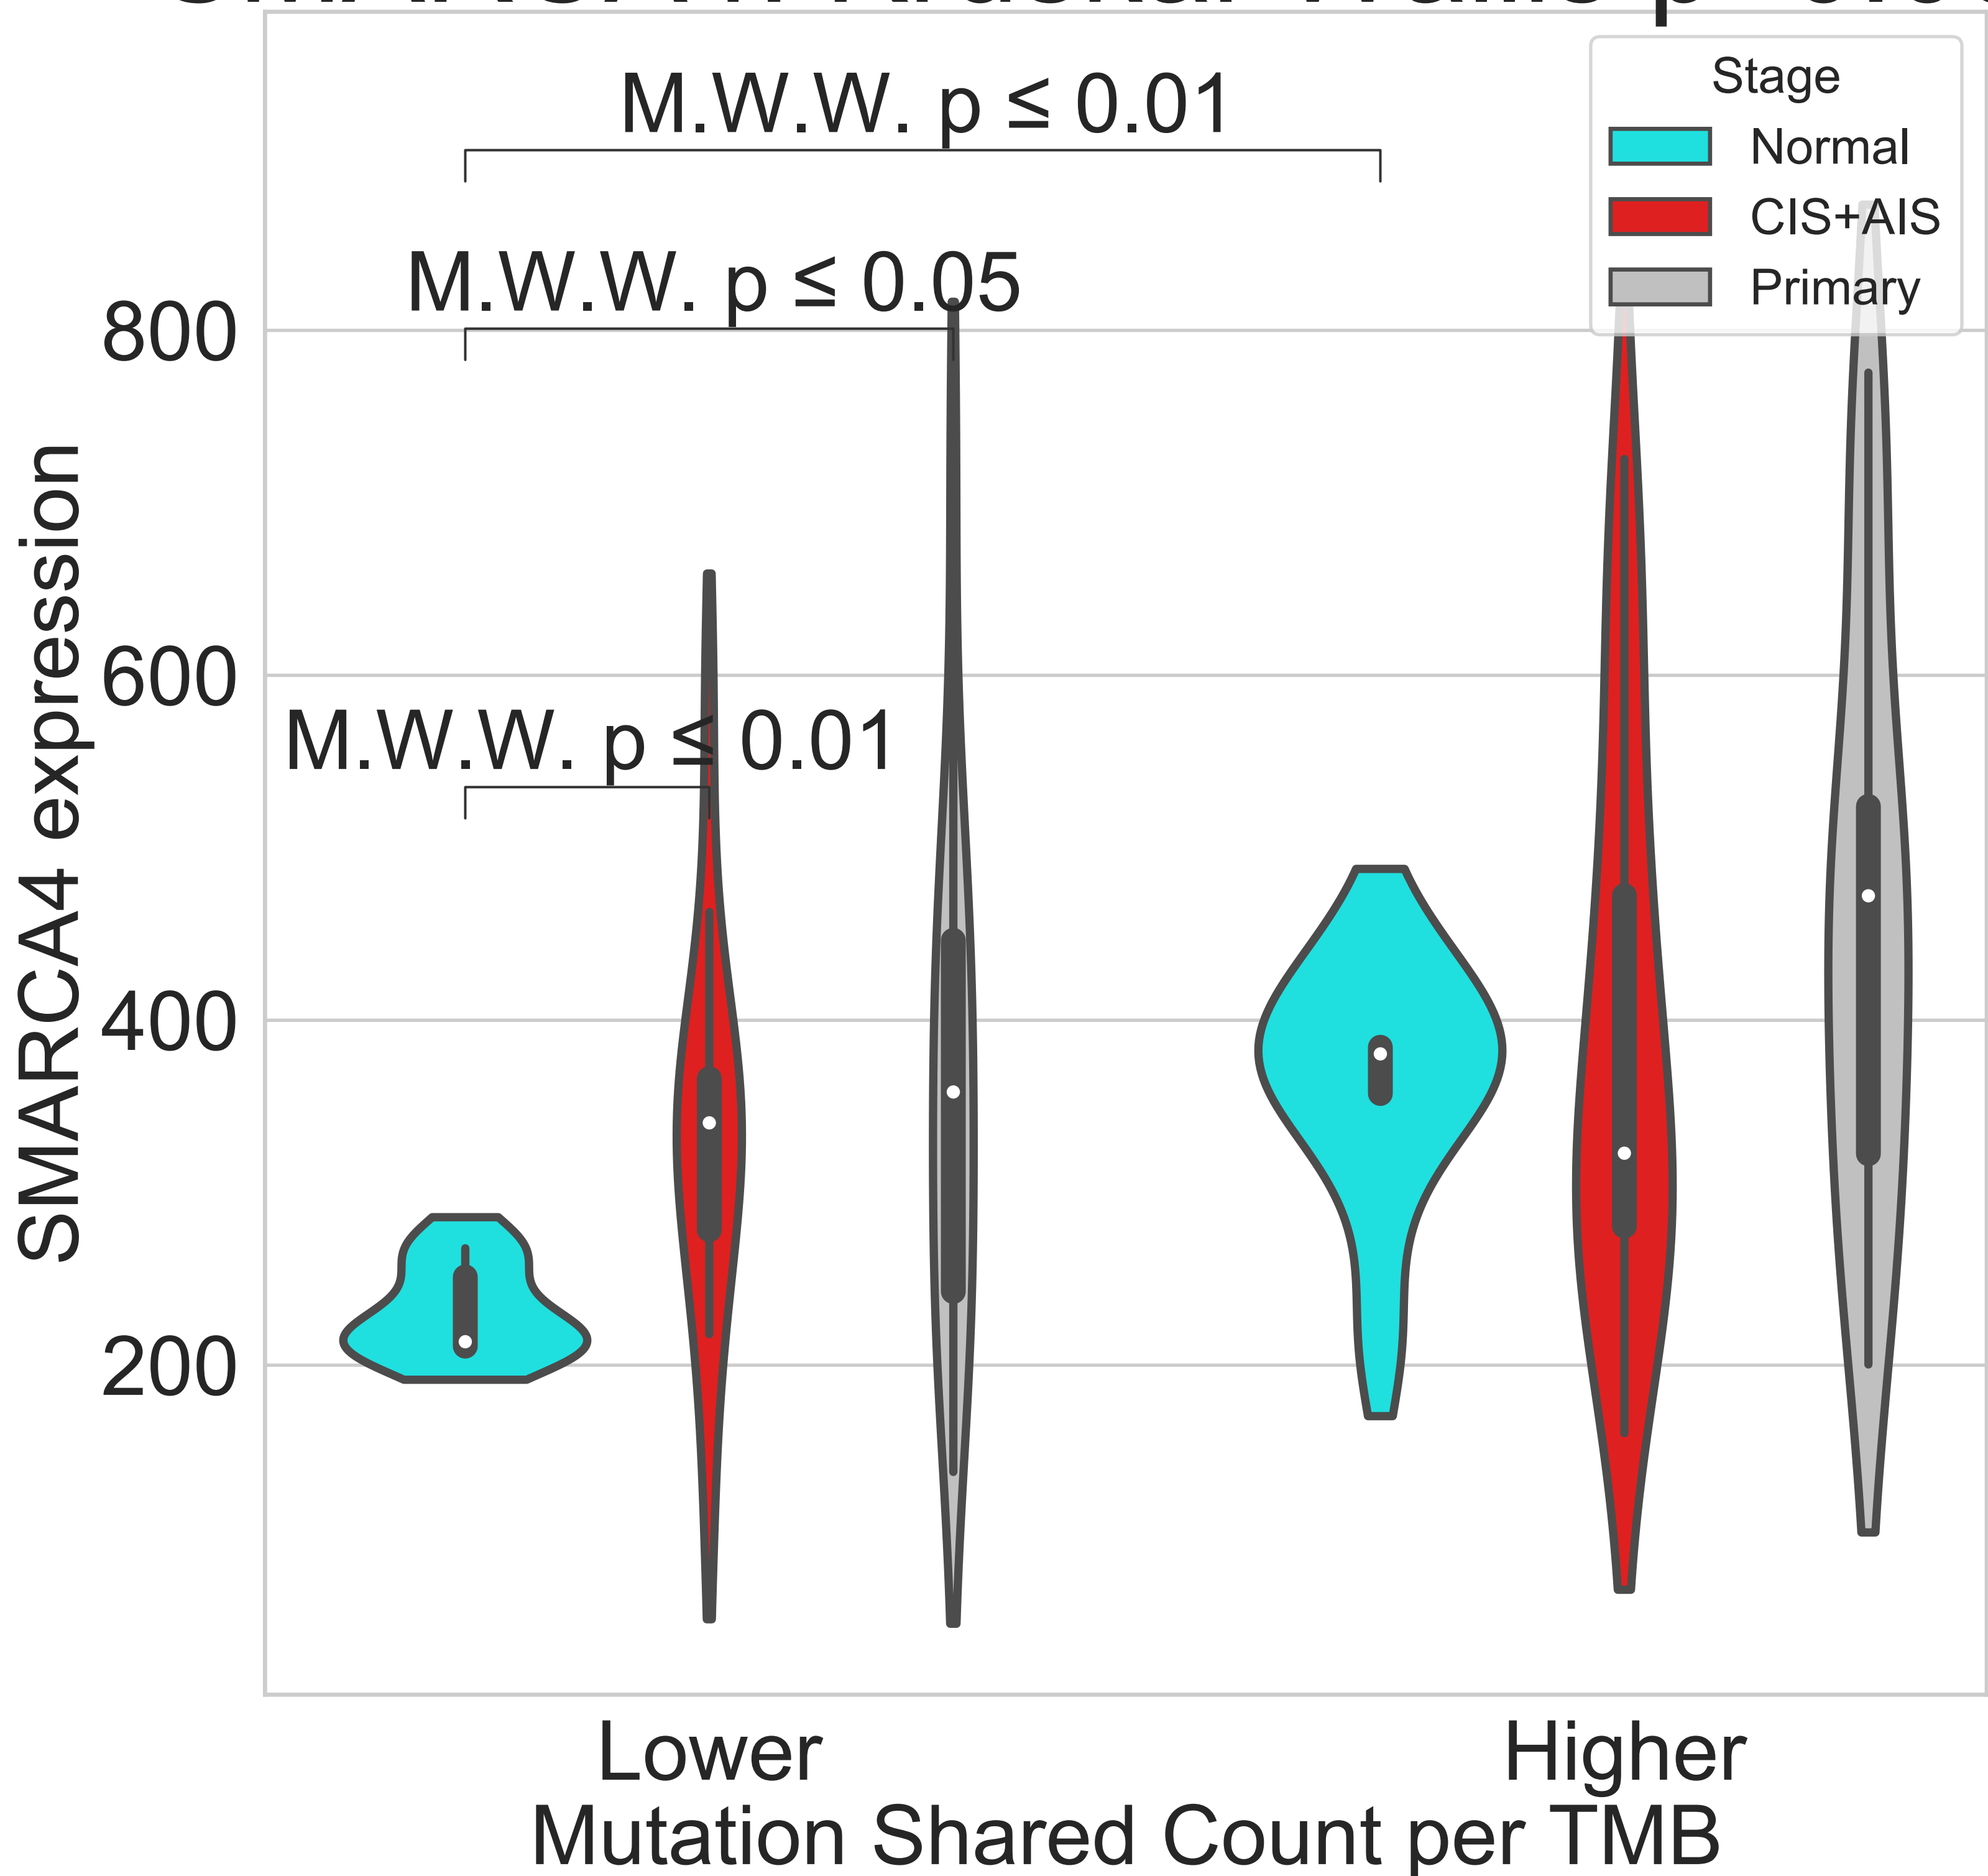 M.W.W. p ≤ 0.01
Stage
Normal
CIS+AIS
Primary
M.W.W. p ≤ 0.05
M.W.W. p ≤ 0.01
800
600
400
200
SMARCA4 expression
Lower
Higher
Mutation Shared Count per TMB